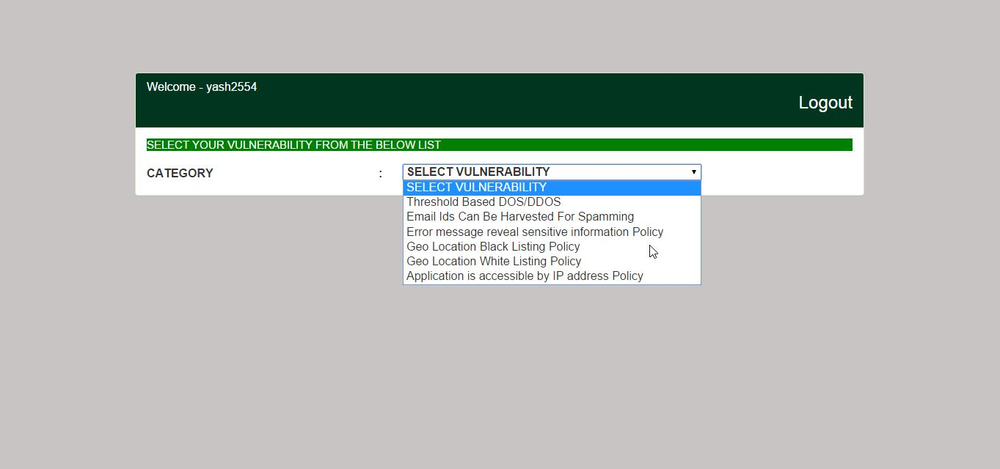 Welcome - yash2554
Logout
SELECT YOUR VULNERABILITY FROM THE BELOW LIST
CATEGORY : SELECT VULNERABILITY
SELECT VULNERABILITY
Threshold Based DOS/DDOS
Email Ids Can Be Harvested For Spamming
Error message reveal sensitive information Policy
Geo Location Black Listing Policy
Geo Location White Listing Policy
Application is accessible by IP address Policy